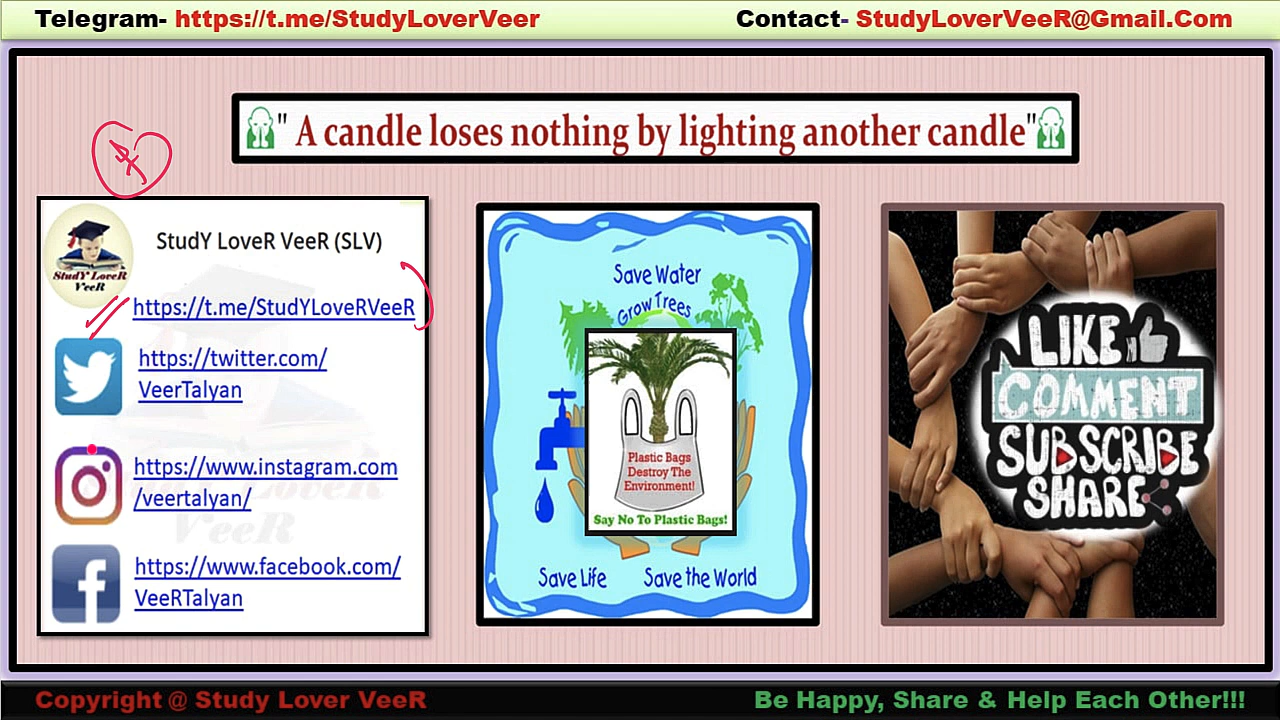 Telegram- https://t.me/StudyLoverVeer
Contact- StudyLoverVeeR@Gmail.Com
" A candle loses nothing by lighting another candle"
StudY LoveR VeeR (SLV)
StudY LoveR
VeeR
https://t.me/StudYLoveRVeeR
https://twitter.com/
VeerTalyan
https://www.instagram.com
/veertalyan/
https://www.facebook.com/
VeeRTalyan
StudY LoveR
VeeR
Save Water
Grow Trees
Plastic Bags
Destroy The
Environment!
Say No To Plastic Bags!
Save Life
Save the World
LIKE
COMMENT
SUBSCRIBE
SHARE
Copyright @ Study Lover VeeR
Be Happy, Share & Help Each Other!!!